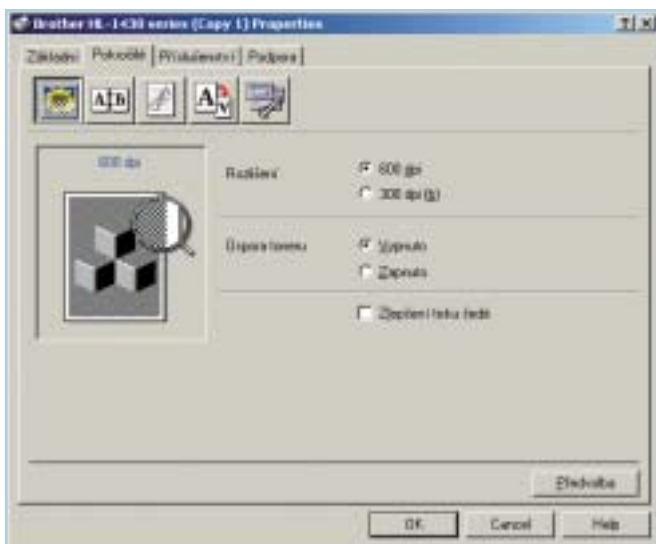 Brother HL-1430 series (Copy 1) Properties
Základní Pokročilé Příslušenství Podpora
600 dpi
Rozlišení
600 dpi
300 dpi
Úspora toneru
Vypnuto
Zapnuto
Zlepšení tisku šedé
Předvolba
OK Cancel Help